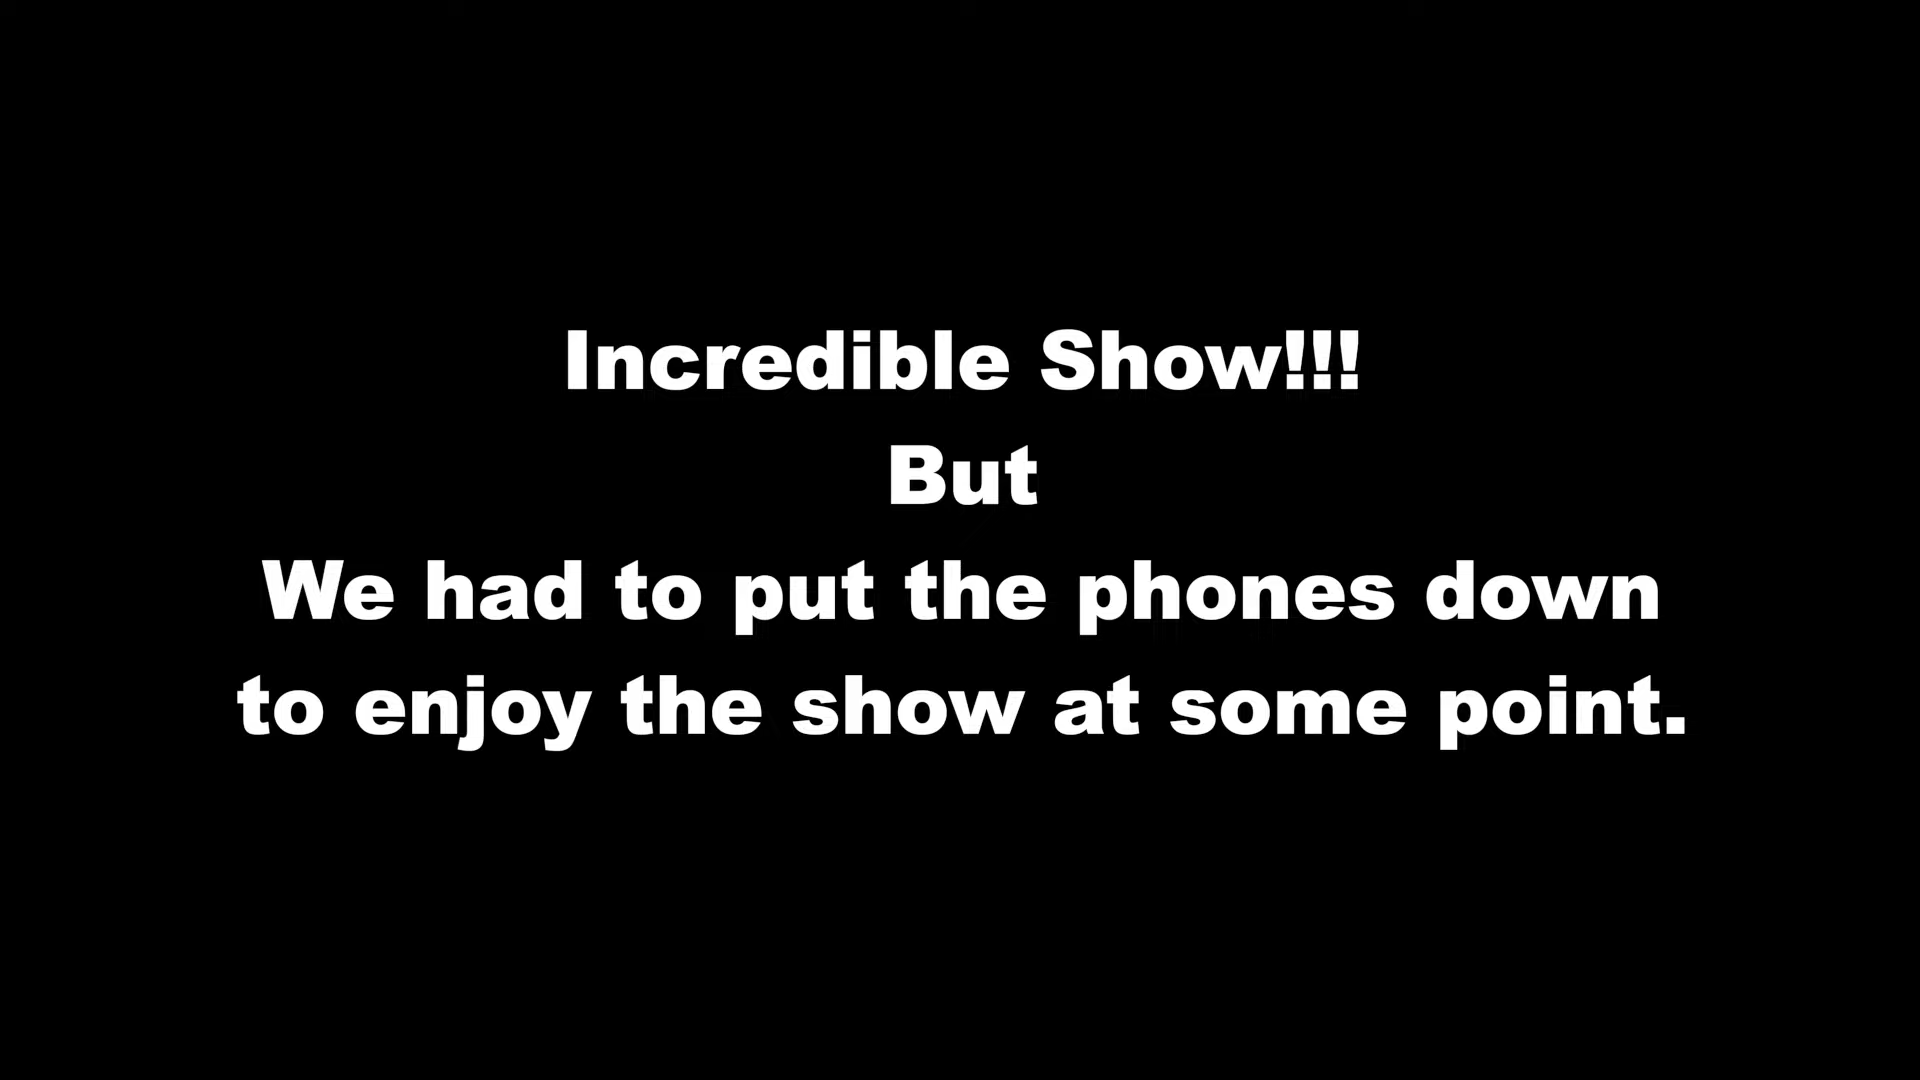 Incredible Show!!!
But
We had to put the phones down
to enjoy the show at some point.